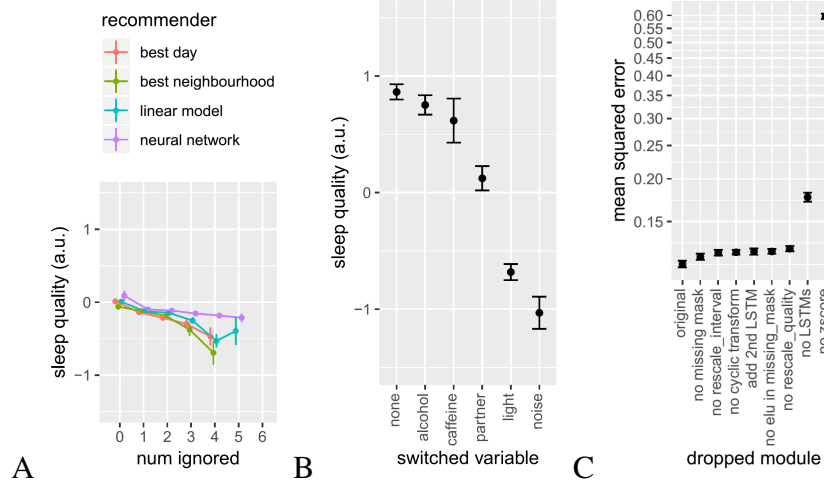 recommender
best day
best neighbourhood
linear model
neural network
sleep quality (a.u.)
1
0
−1
0 1 2 3 4 5 6
num ignored
A
sleep quality (a.u.)
1
0
−1
none
alcohol
caffeine
partner
light
noise
switched variable
B
mean squared error
0.60
0.55
0.50
0.45
0.40
0.35
0.30
0.25
0.20
0.15
original
no missing mask
no rescale_interval
no cyclic transform
add 2nd LSTM
no elu in missing_mask
no rescale_quality
no LSTMs
no zscore
dropped module
C